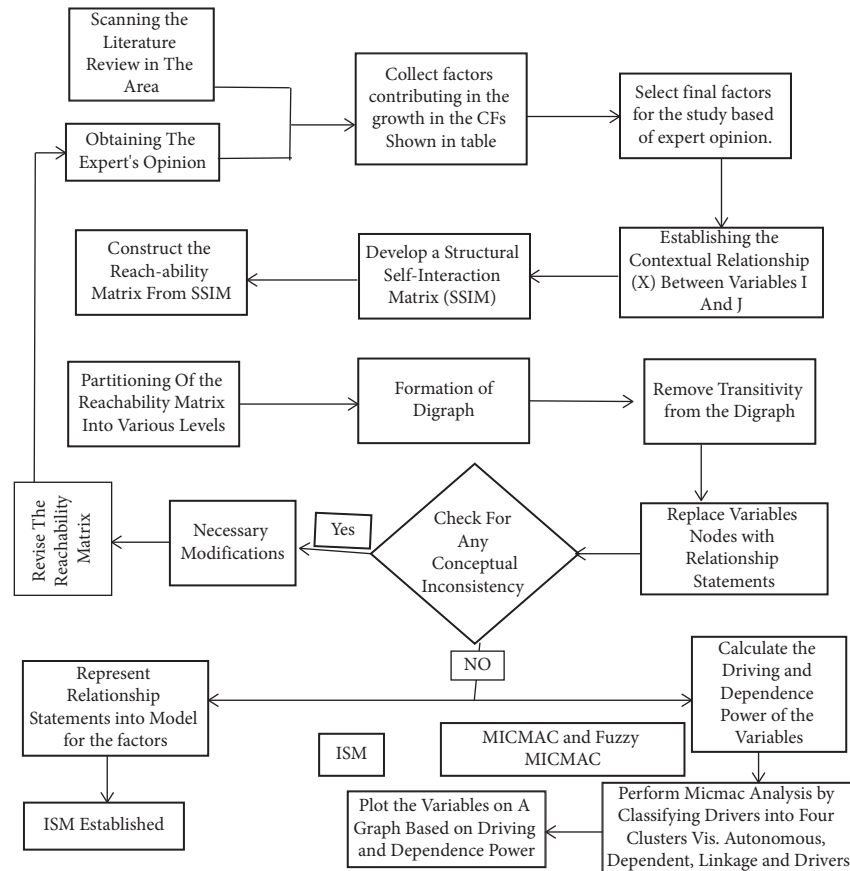 Scanning the
Literature
Review in The
Area
Collect factors
contributing in the
growth in the CFs
Shown in table
Select final factors
for the study based
of expert opinion.
Obtaining The
Expert's Opinion
Construct the
Reach-ability
Matrix From SSIM
Develop a Structural
Self-Interaction
Matrix (SSIM)
Establishing the
Contextual Relationship
(X) Between Variables I
And J
Partitioning Of the
Reachability Matrix
Into Various Levels
Formation of
Digraph
Remove Transitivity
from the Digraph
Revise The
Reachability
Matrix
Necessary
Modifications
Yes
Check For
Any
Conceptual
Inconsistency
Replace Variables
Nodes with
Relationship
Statements
NO
Represent
Relationship
Statements into Model
for the factors
Calculate the
Driving and
Dependence
Power of the
Variables
ISM
MICMAC and Fuzzy
MICMAC
ISM Established
Plot the Variables on A
Graph Based on Driving
and Dependence Power
Perform Micmac Analysis by
Classifying Drivers into Four
Clusters Vis. Autonomous,
Dependent, Linkage and Drivers